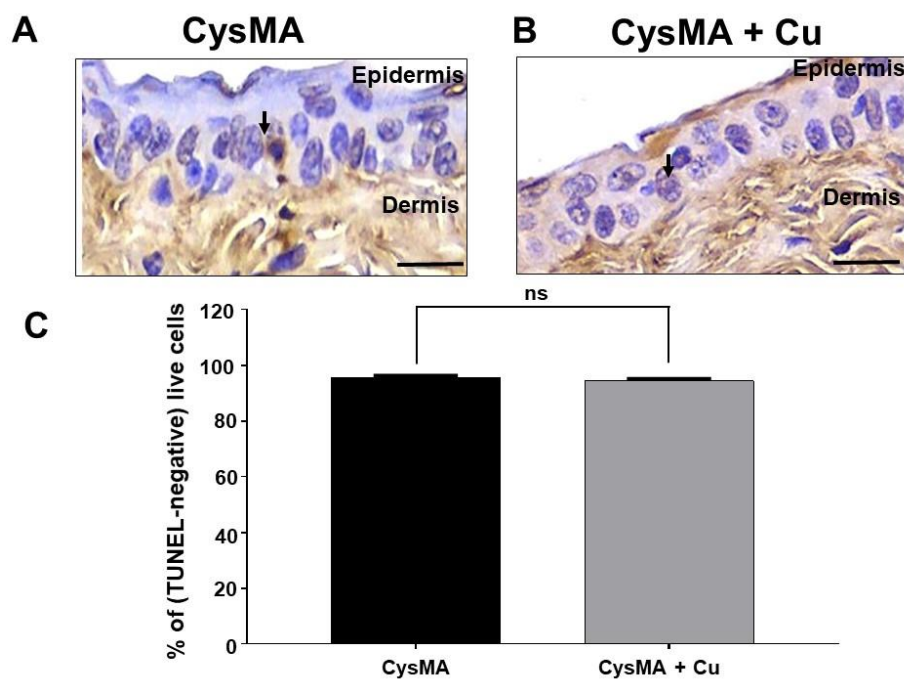 A
CysMA
Epidermis
Dermis
B
CysMA + Cu
Epidermis
Dermis
C
ns
% of (TUNEL-negative) live cells
120
100
80
60
40
20
0
CysMA
CysMA + Cu